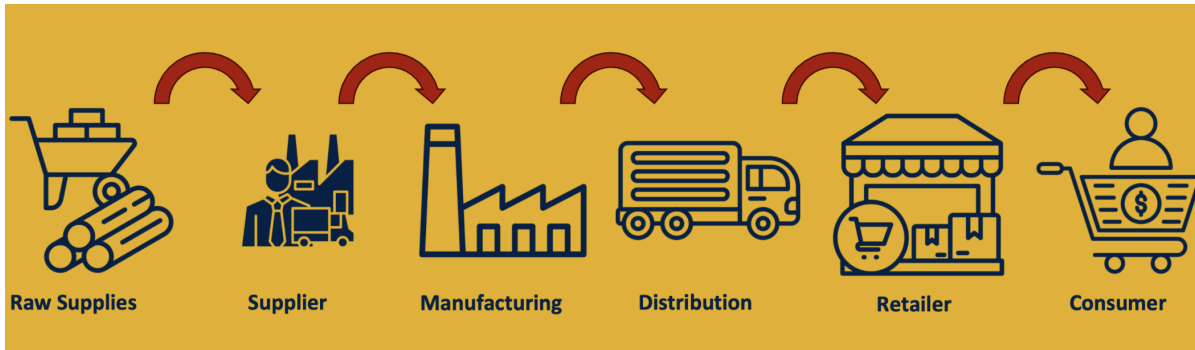 $
Raw Supplies
Supplier
Manufacturing
Distribution
Retailer
Consumer